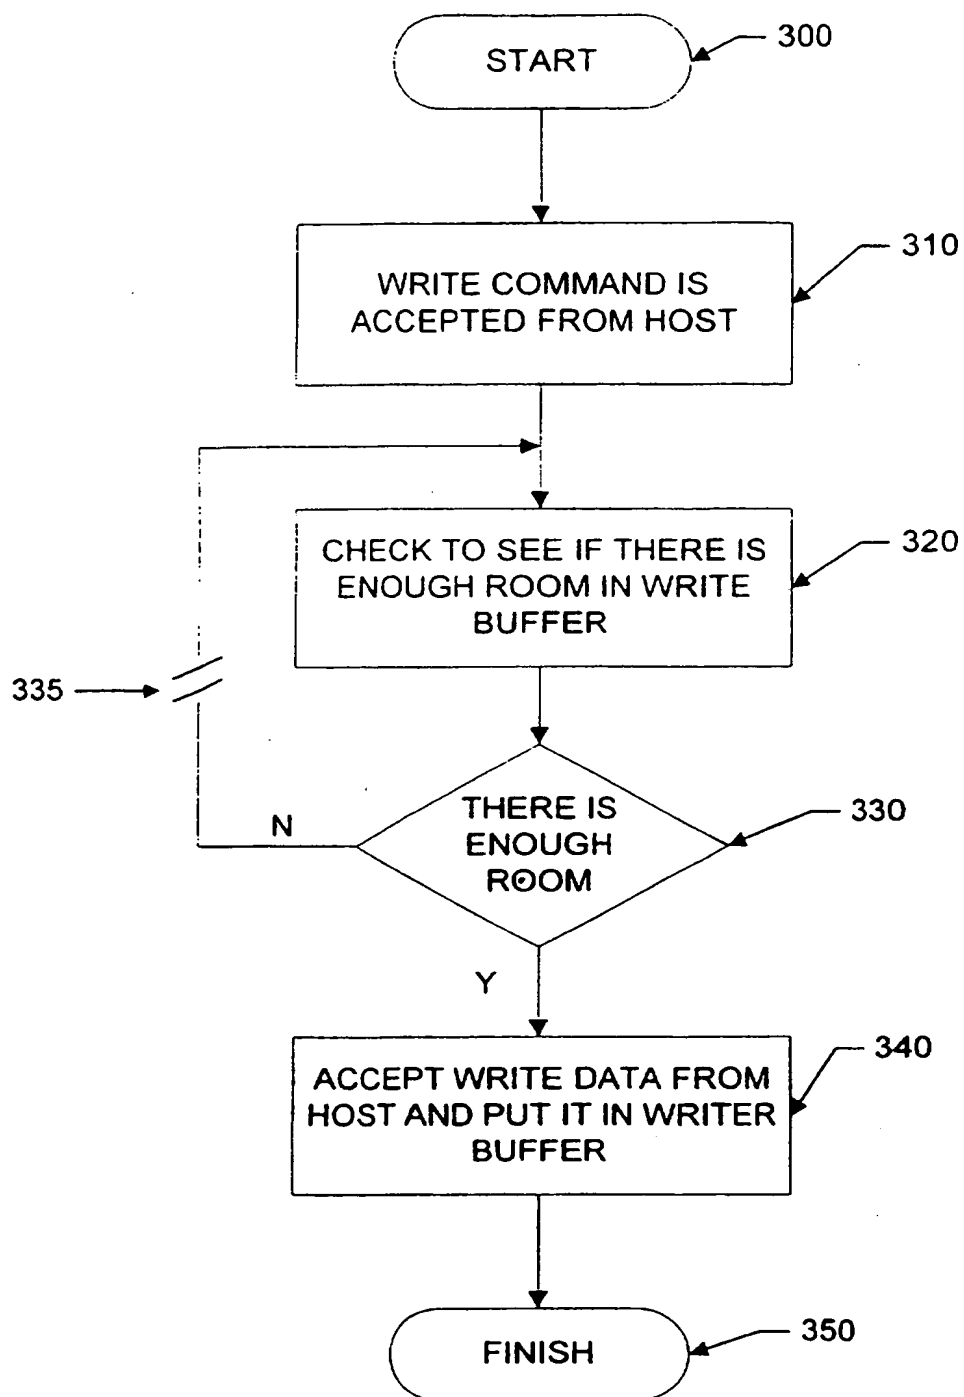 START
300
WRITE COMMAND IS
ACCEPTED FROM HOST
310
CHECK TO SEE IF THERE IS
ENOUGH ROOM IN WRITE
BUFFER
320
335
N
THERE IS
ENOUGH
ROOM
330
Y
ACCEPT WRITE DATA FROM
HOST AND PUT IT IN WRITER
BUFFER
340
FINISH
350